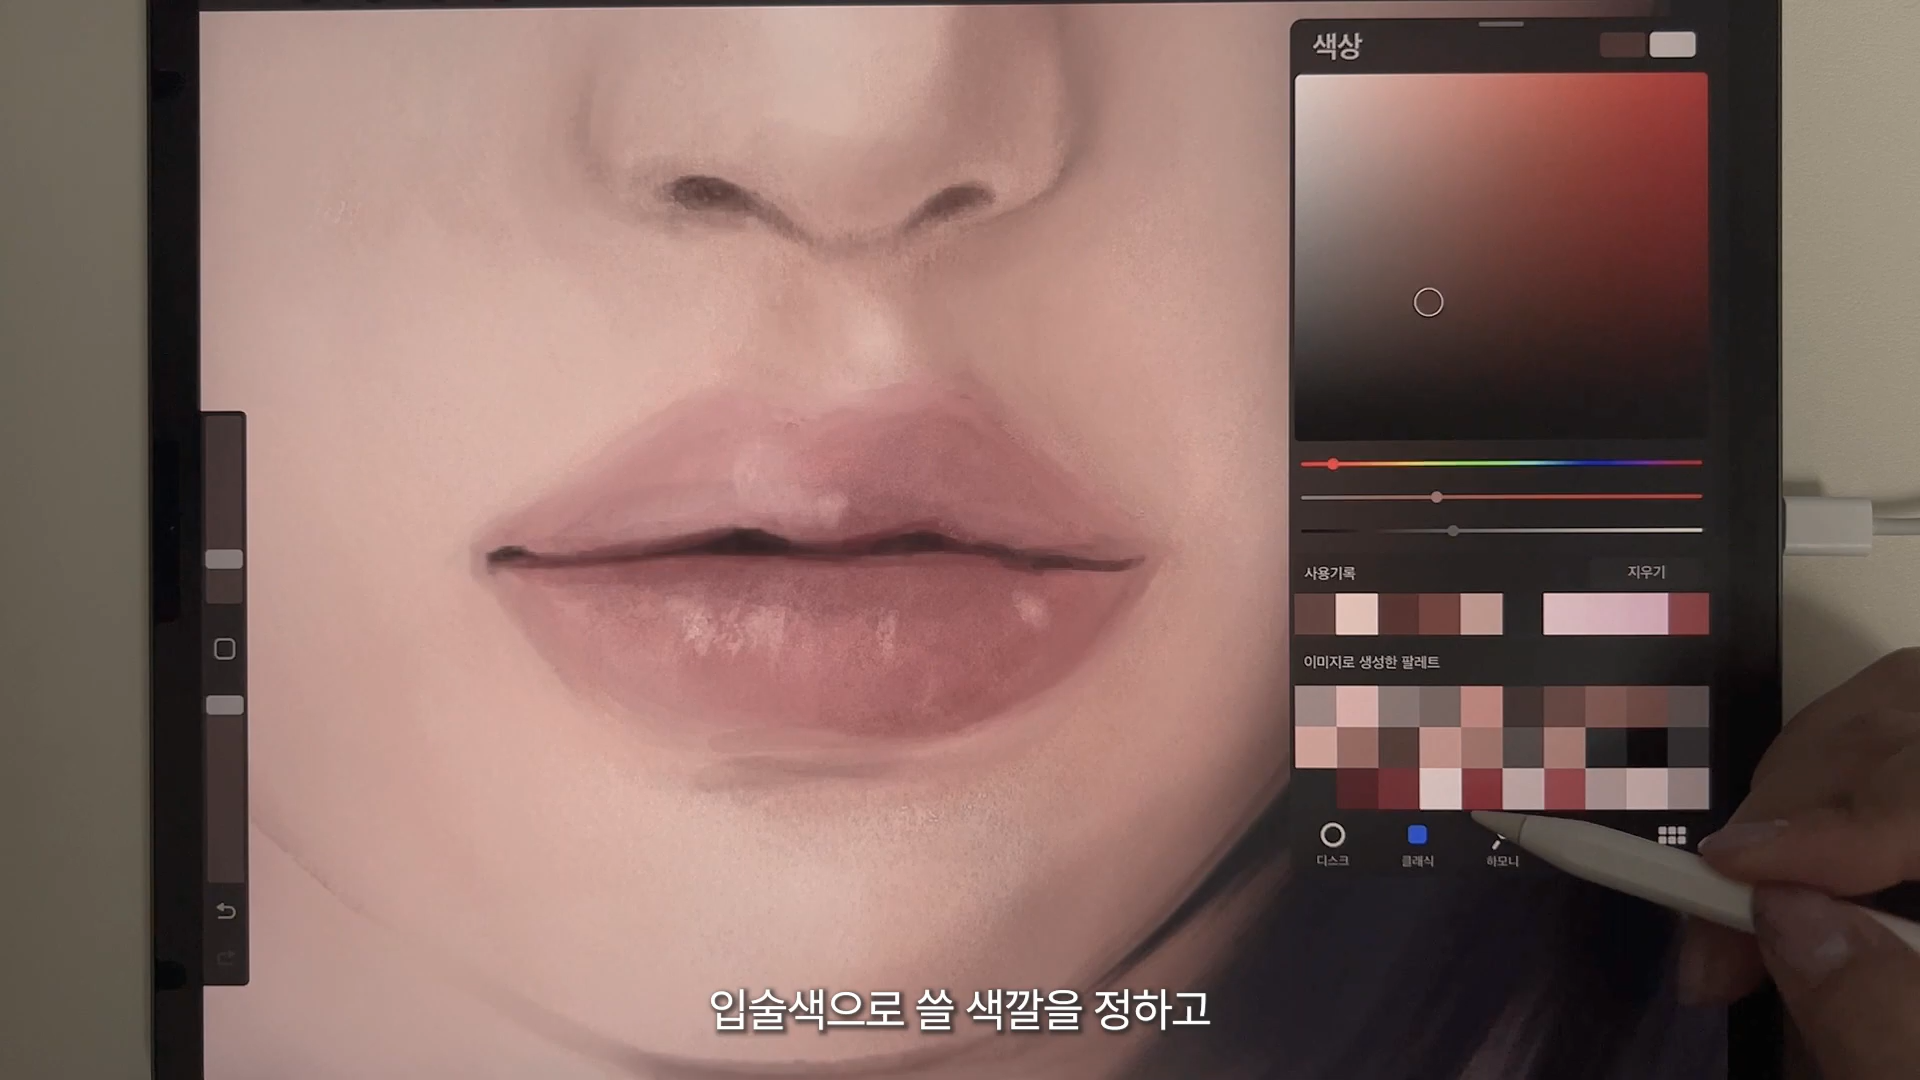 색상
사용기록
지우기
이미지로 생성한 팔레트
디스크
클래식
하모니
입술색으로 쓸 색깔을 정하고